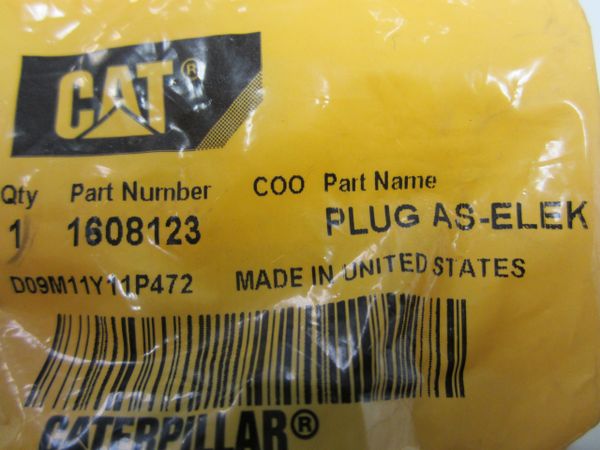 CAT®
Qty Part Number COO Part Name
1 1608123 PLUG AS-ELEK
D09M11Y11P472 MADE IN UNITED STATES
CATERPILLAR®